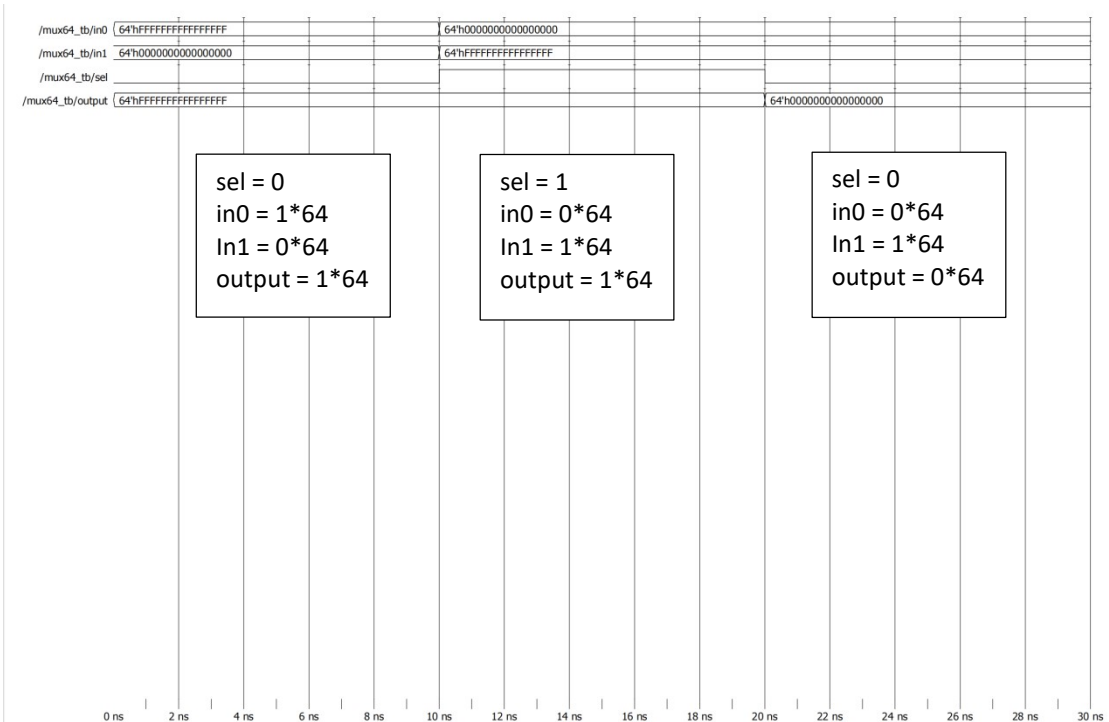 /mux64_tb/in0 64'hFFFFFFFFFFFFFFFF 64'h0000000000000000
/mux64_tb/in1 64'h0000000000000000 64'hFFFFFFFFFFFFFFFF
/mux64_tb/sel
/mux64_tb/output 64'hFFFFFFFFFFFFFFFF 64'h0000000000000000
sel = 0
in0 = 1*64
In1 = 0*64
output = 1*64
sel = 1
in0 = 0*64
In1 = 1*64
output = 1*64
sel = 0
in0 = 0*64
In1 = 1*64
output = 0*64
0 ns 2 ns 4 ns 6 ns 8 ns 10 ns 12 ns 14 ns 16 ns 18 ns 20 ns 22 ns 24 ns 26 ns 28 ns 30 ns